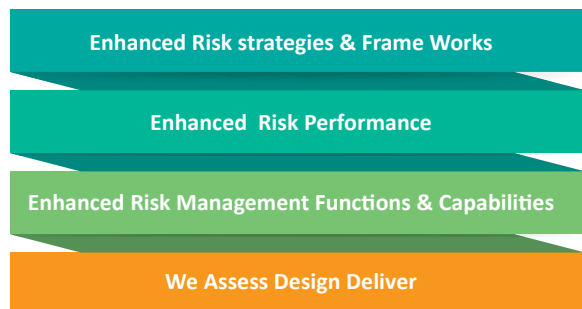 Enhanced Risk strategies & Frame Works
Enhanced  Risk Performance
Enhanced Risk Management Functions & Capabilities
We Assess Design Deliver